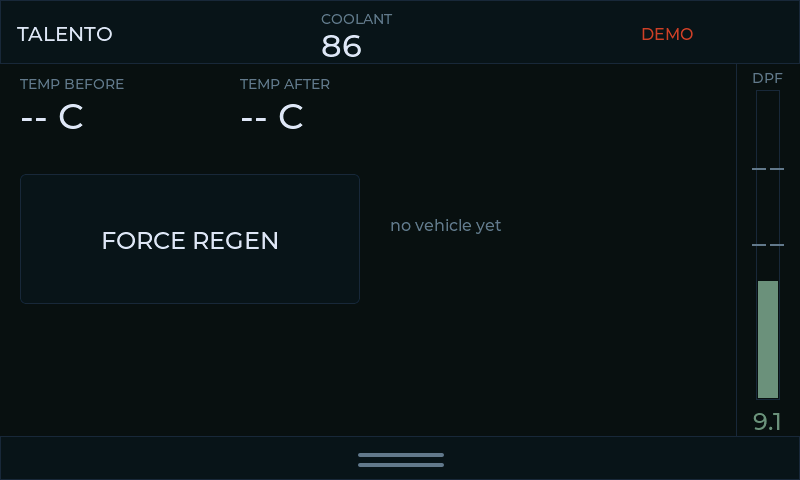 TALENTO
COOLANT
86
DEMO
TEMP BEFORE
-- C
TEMP AFTER
-- C
DPF
FORCE REGEN
no vehicle yet
9.1